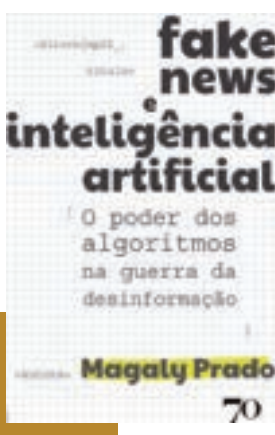 fake
news
e
inteligência
artificial
O poder dos
algoritmos
na guerra da
desinformação
Magaly Prado
70